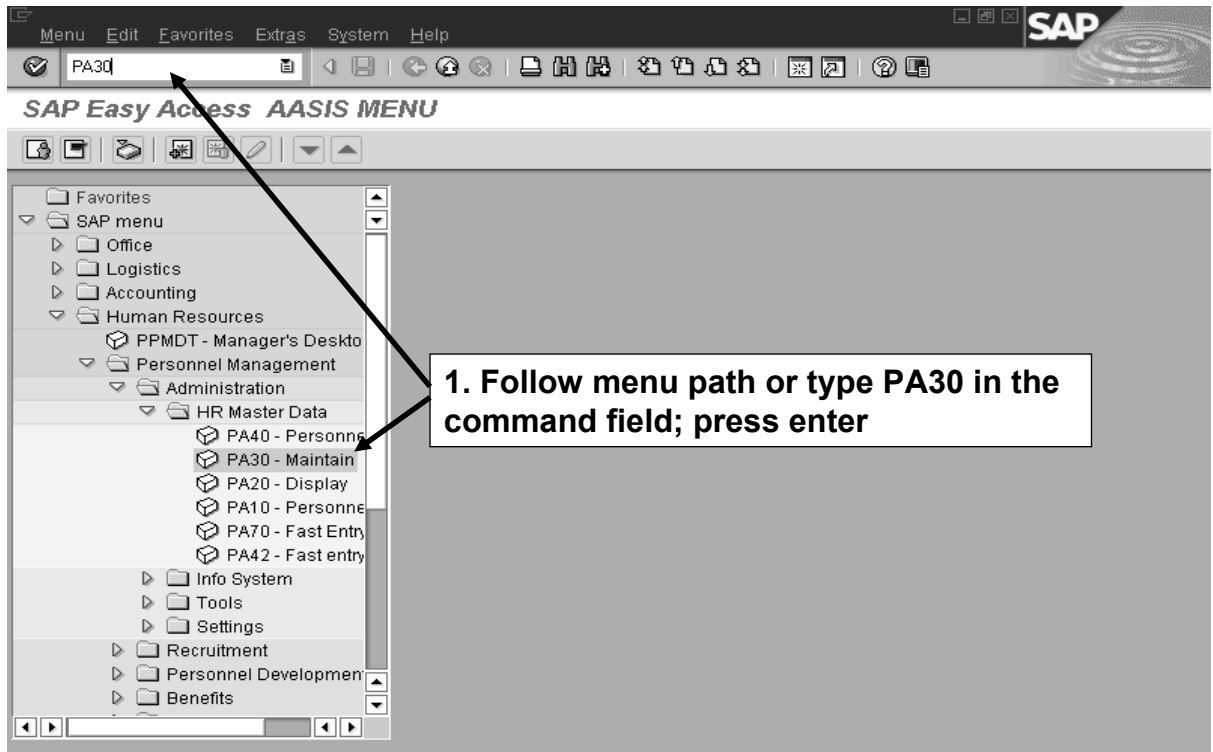 Menu Edit Favorites Extras System Help
SAP
PA30
SAP Easy Access AASIS MENU
Favorites
SAP menu
Office
Logistics
Accounting
Human Resources
PPMDT - Manager's Deskto
Personnel Management
Administration
HR Master Data
PA40 - Personne
PA30 - Maintain
PA20 - Display
PA10 - Personne
PA70 - Fast Entry
PA42 - Fast entry
Info System
Tools
Settings
Recruitment
Personnel Developmen
Benefits
1. Follow menu path or type PA30 in the
command field; press enter